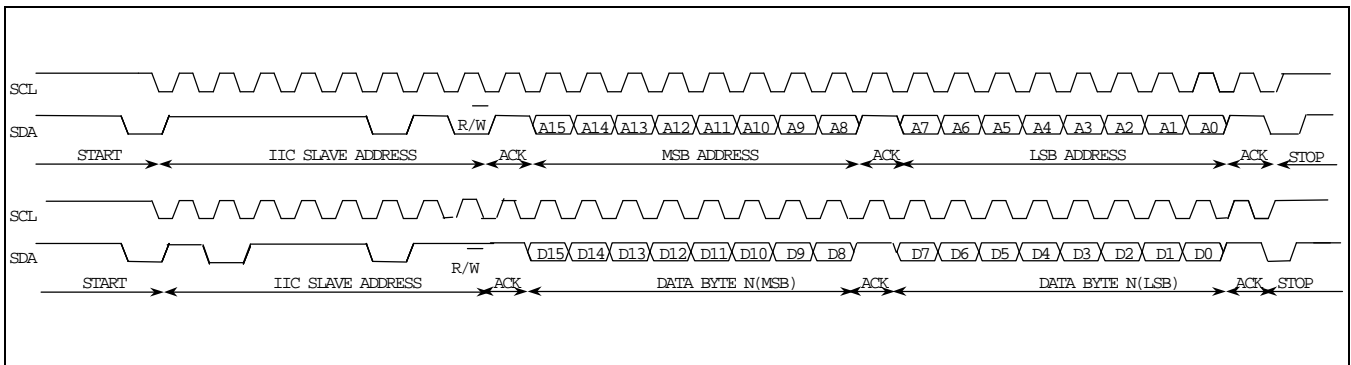 SCL
SDA R/W A15 A14 A13 A12 A11 A10 A9 A8 A7 A6 A5 A4 A3 A2 A1 A0
START IIC SLAVE ADDRESS ACK MSB ADDRESS ACK LSB ADDRESS ACK STOP
SCL
SDA R/W D15 D14 D13 D12 D11 D10 D9 D8 D7 D6 D5 D4 D3 D2 D1 D0
START IIC SLAVE ADDRESS ACK DATA BYTE N(MSB) ACK DATA BYTE N(LSB) ACK STOP